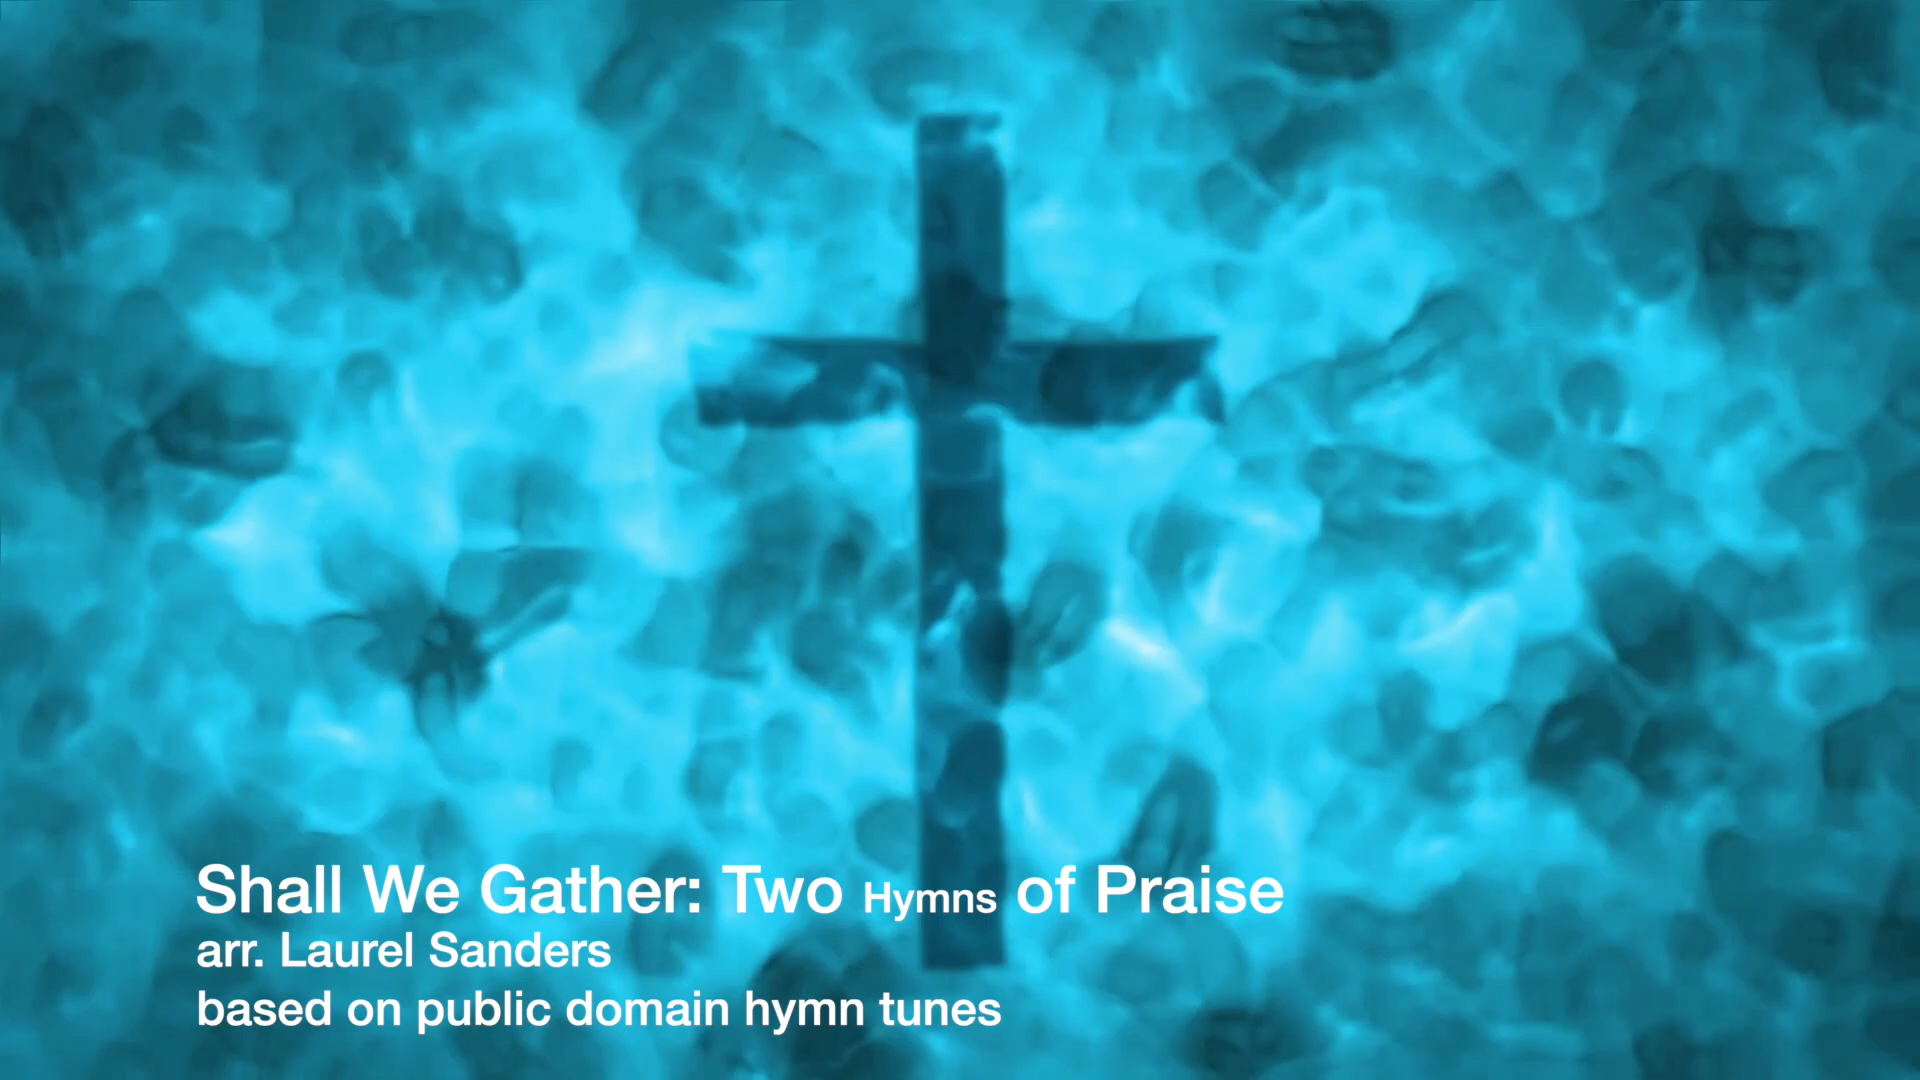 Shall We Gather: Two Hymns of Praise
arr. Laurel Sanders
based on public domain hymn tunes